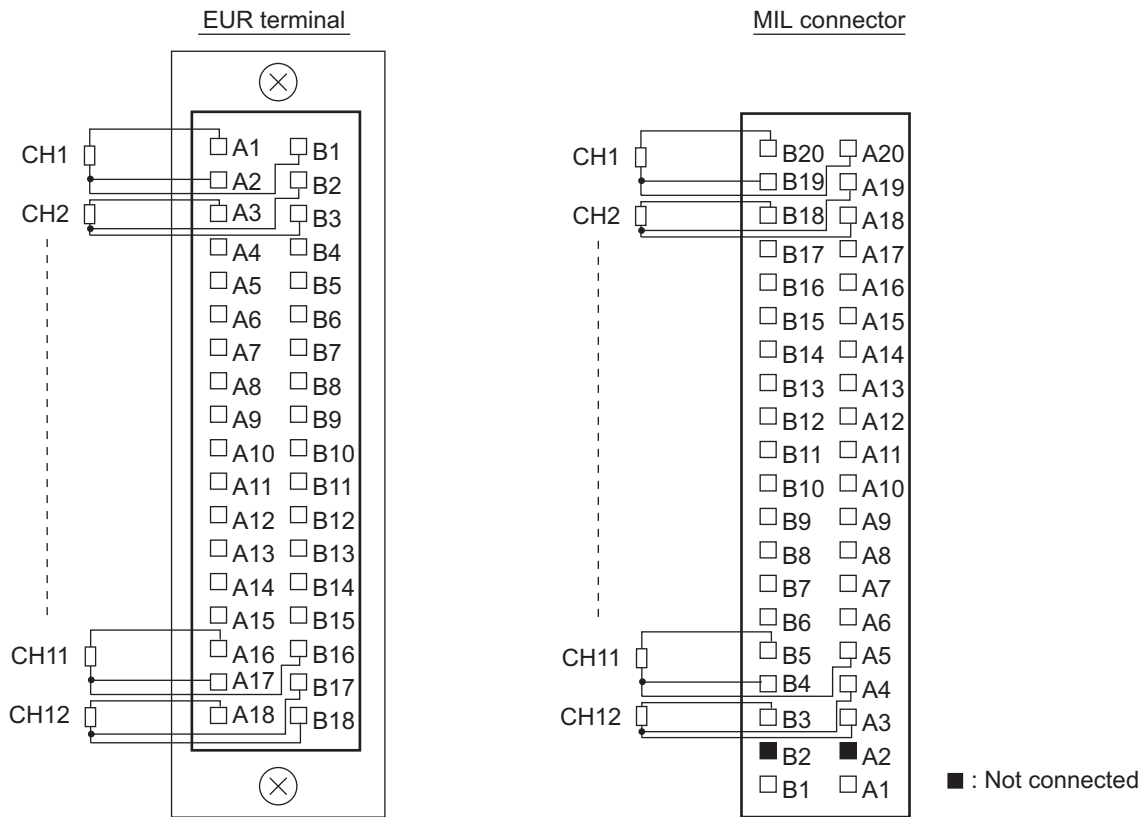 EUR terminal
CH1
CH2
CH11
CH12
A1 B1
A2 B2
A3 B3
A4 B4
A5 B5
A6 B6
A7 B7
A8 B8
A9 B9
A10 B10
A11 B11
A12 B12
A13 B13
A14 B14
A15 B15
A16 B16
A17 B17
A18 B18
MIL connector
CH1
CH2
CH11
CH12
B20 A20
B19 A19
B18 A18
B17 A17
B16 A16
B15 A15
B14 A14
B13 A13
B12 A12
B11 A11
B10 A10
B9 A9
B8 A8
B7 A7
B6 A6
B5 A5
B4 A4
B3 A3
B2 A2
B1 A1
■ : Not connected